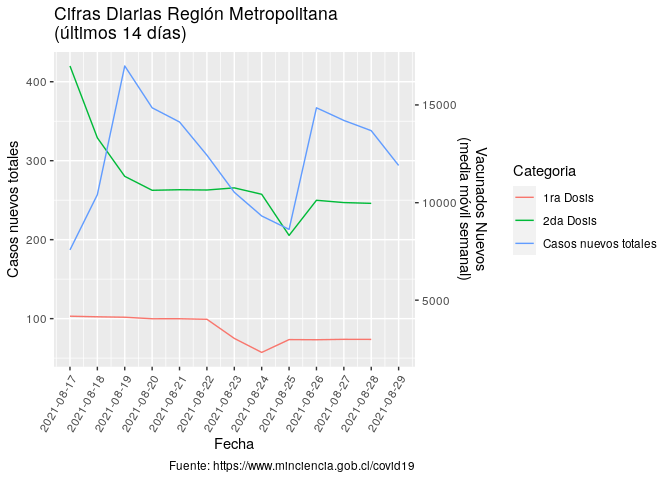 Cifras Diarias Región Metropolitana
(últimos 14 días)
Casos nuevos totales
400
300
200
100
15000
10000
5000
Vacunados Nuevos
(media móvil semanal)
2021-08-17
2021-08-18
2021-08-19
2021-08-20
2021-08-21
2021-08-22
2021-08-23
2021-08-24
2021-08-25
2021-08-26
2021-08-27
2021-08-28
2021-08-29
Fecha
Categoria
1ra Dosis
2da Dosis
Casos nuevos totales
Fuente: https://www.minciencia.gob.cl/covid19